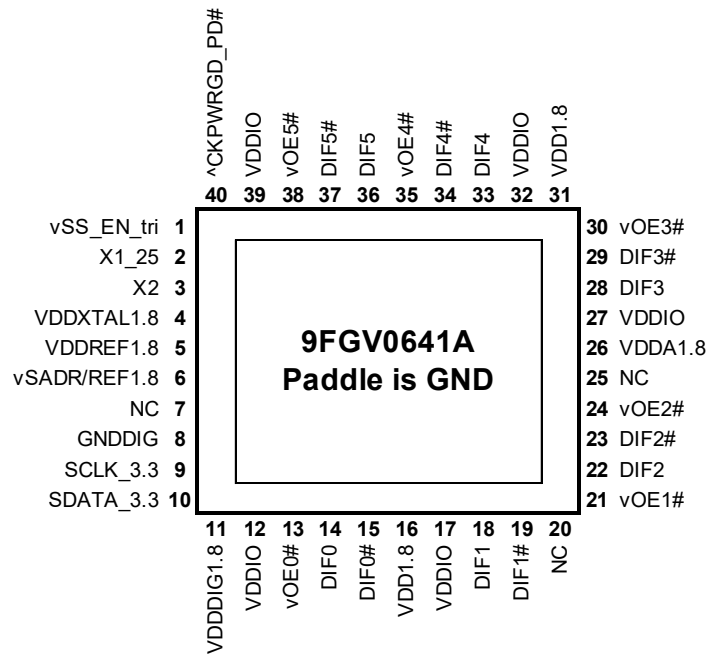 ^CKPWRGD_PD#
VDDIO
vOE5#
DIF5#
DIF5
vOE4#
DIF4#
DIF4
VDDIO
VDD1.8
40 39 38 37 36 35 34 33 32 31
vSS_EN_tri 1
30 vOE3#
X1_25 2
29 DIF3#
X2 3
28 DIF3
VDDXTAL1.8 4
27 VDDIO
VDDREF1.8 5
26 VDDA1.8
vSADR/REF1.8 6
25 NC
NC 7
24 vOE2#
GNDDIG 8
23 DIF2#
SCLK_3.3 9
22 DIF2
SDATA_3.3 10
21 vOE1#
9FGV0641A
Paddle is GND
11 12 13 14 15 16 17 18 19 20
VDDDIG1.8
VDDIO
vOE0#
DIF0
DIF0#
VDD1.8
VDDIO
DIF1
DIF1#
NC